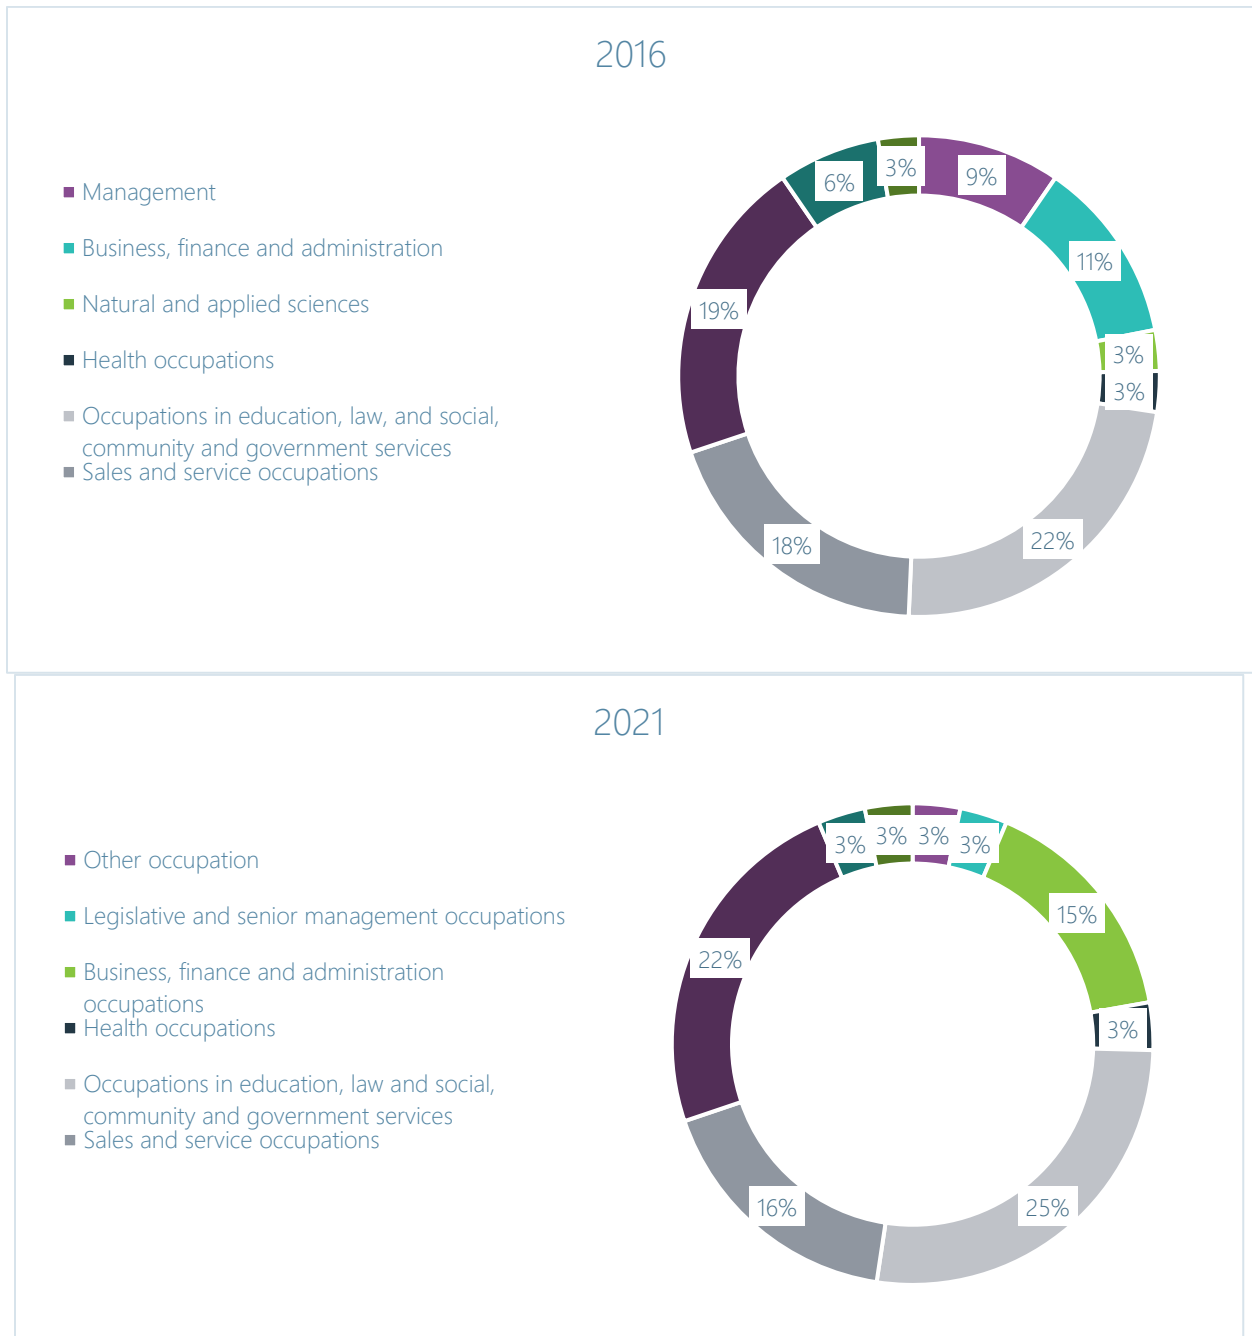 2016
Management
Business, finance and administration
Natural and applied sciences
Health occupations
Occupations in education, law, and social,
community and government services
Sales and service occupations
9%
11%
3%
3%
22%
18%
19%
6%
3%
2021
Other occupation
Legislative and senior management occupations
Business, finance and administration
occupations
Health occupations
Occupations in education, law and social,
community and government services
Sales and service occupations
3%
3%
15%
3%
25%
16%
22%
3%
3%